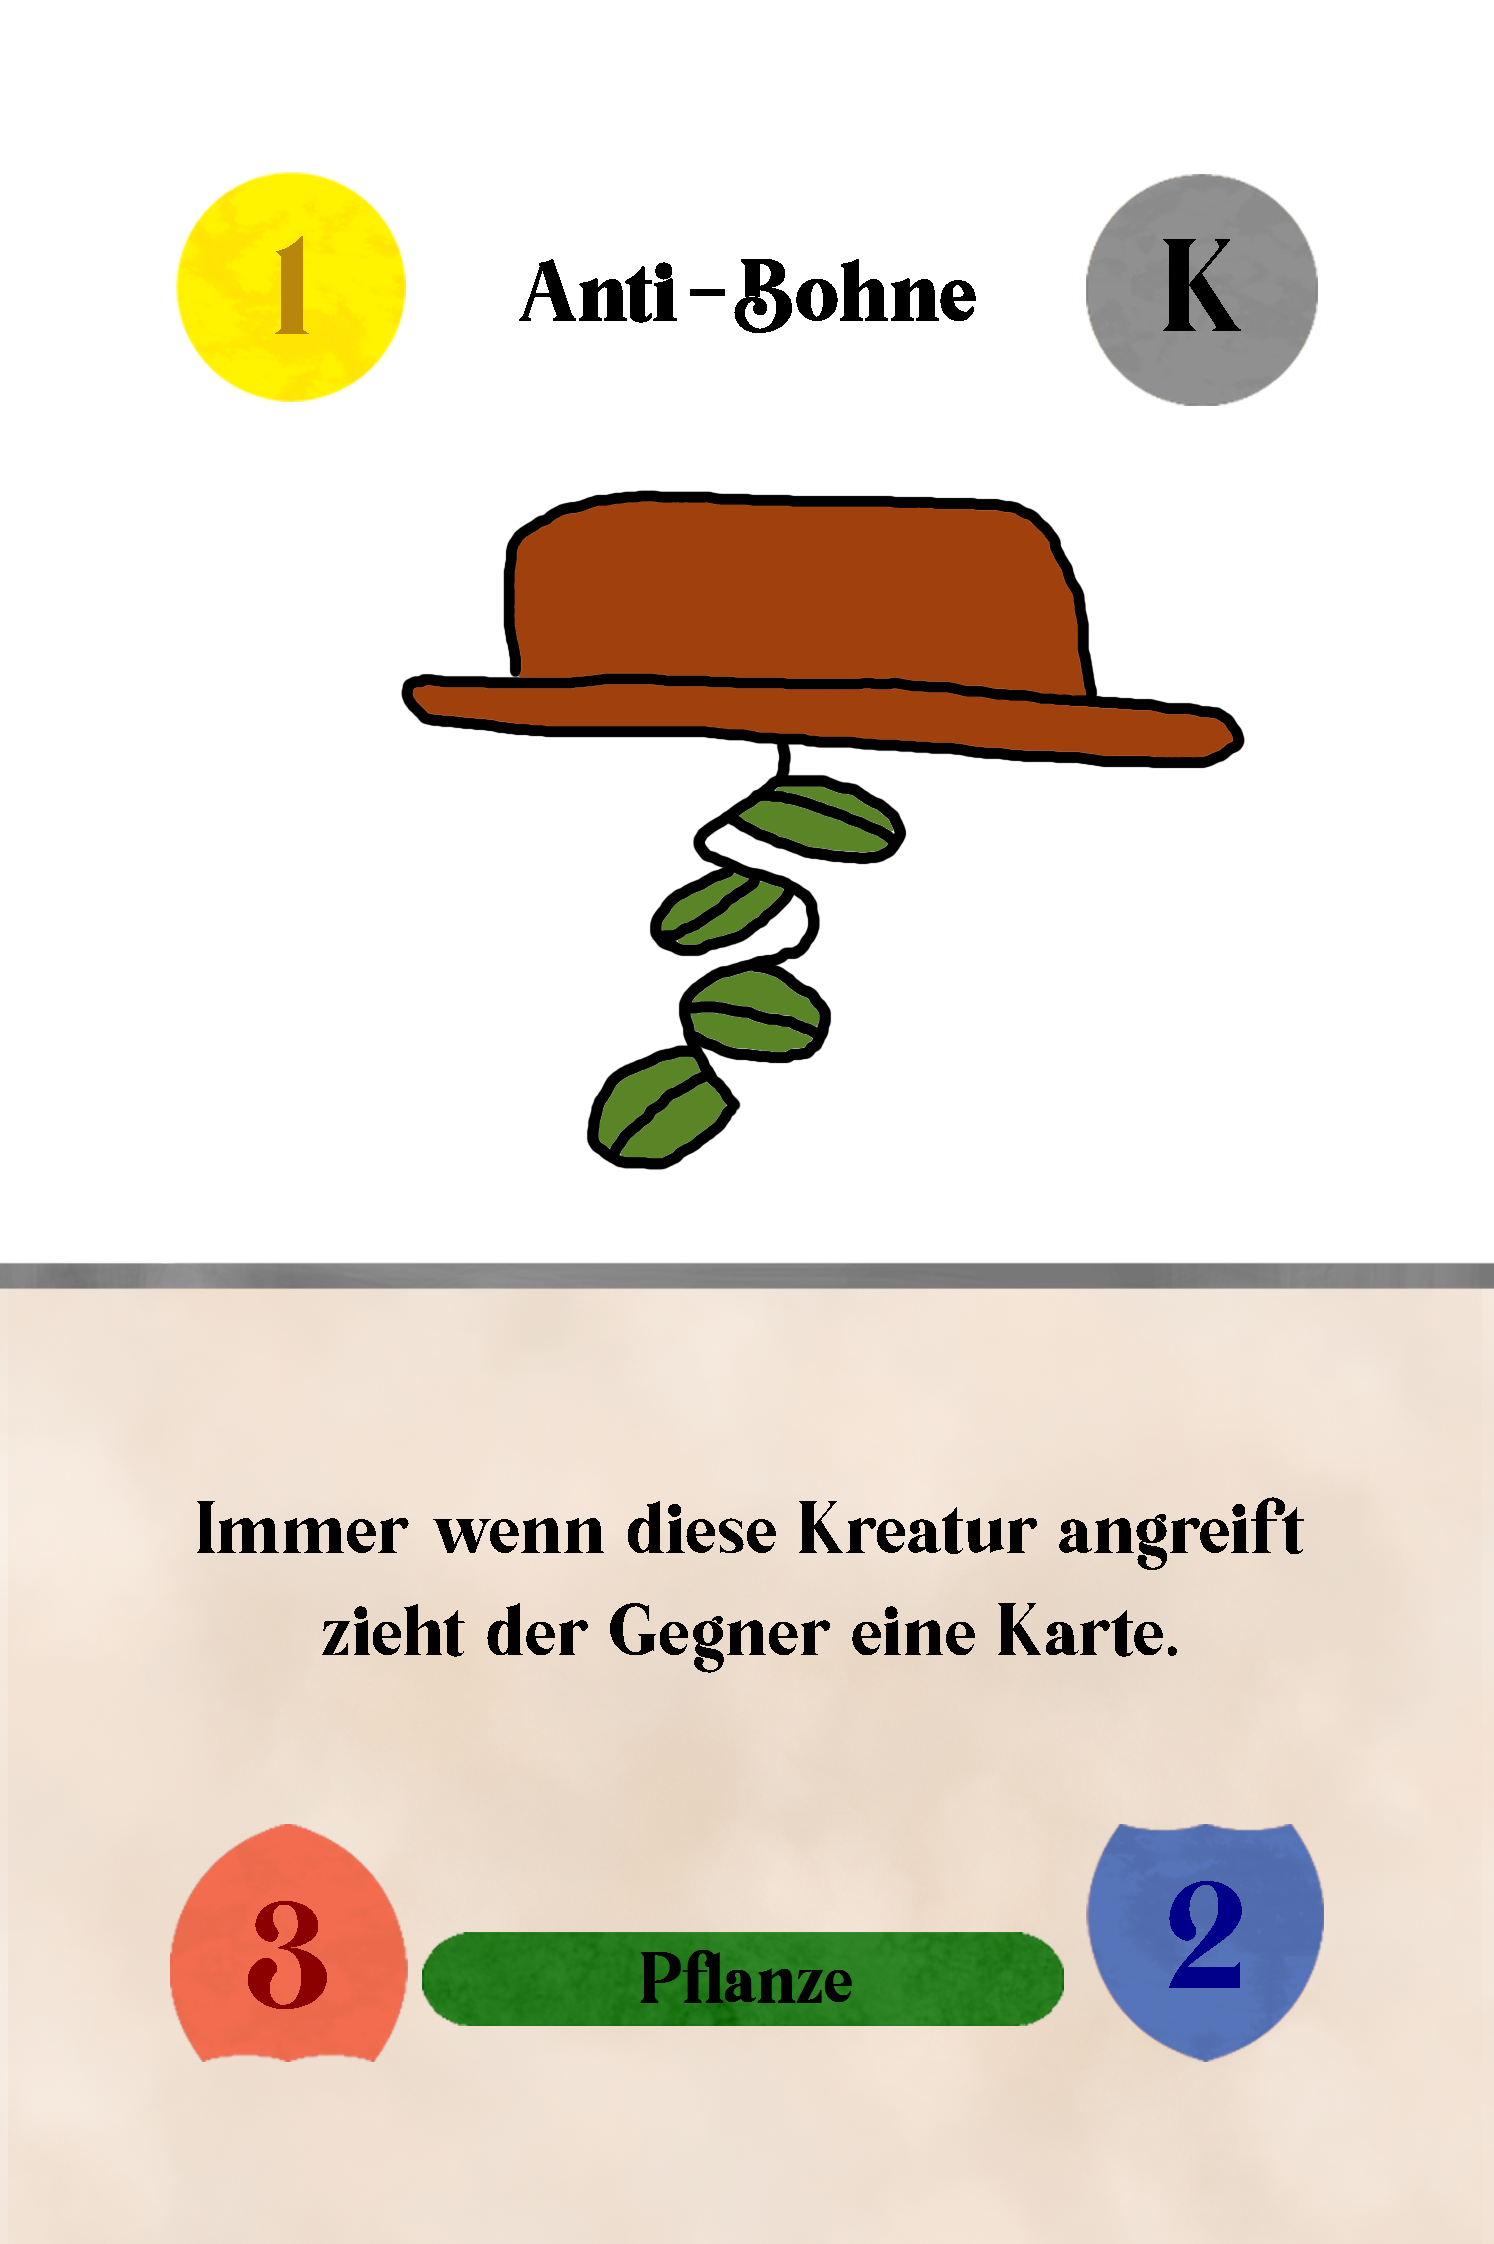 1 Anti-Bohne K
Immer wenn diese Kreatur angreift
zieht der Gegner eine Karte.
3 Pflanze 2